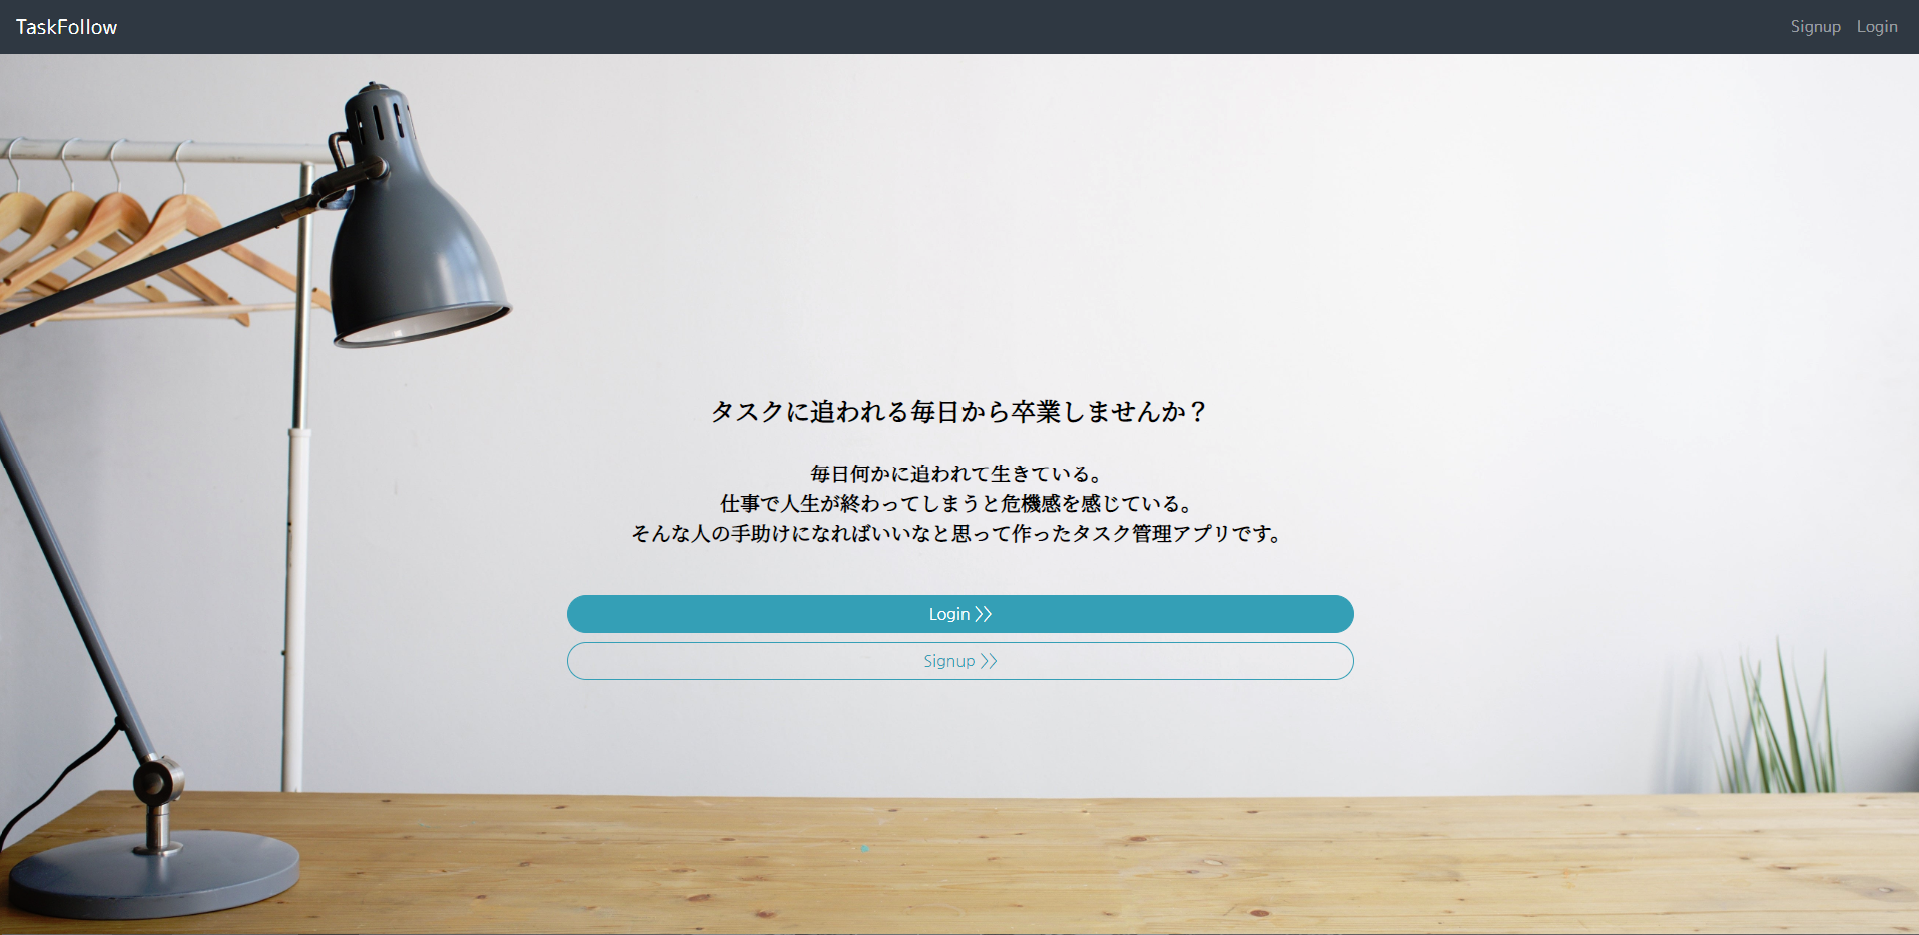 TaskFollow
Signup Login
タスクに追われる毎日から卒業しませんか？
毎日何かに追われて生きている。
仕事で人生が終わってしまうと危機感を感じている。
そんな人の手助けになればいいなと思って作ったタスク管理アプリです。
Login 》
Signup 》